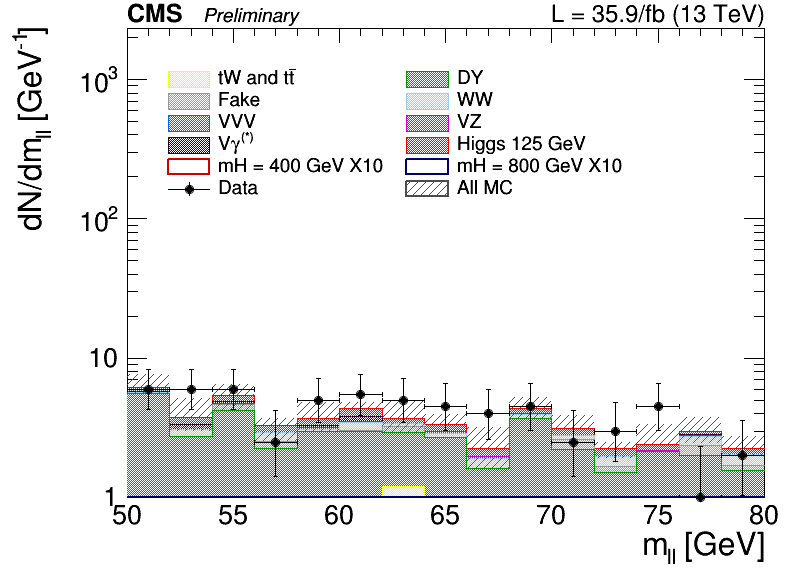 CMS Preliminary L = 35.9/fb (13 TeV)
dN/dm_ll [GeV⁻¹]
10³
10²
10
1
tW and tt̄ DY
Fake WW
VVV VZ
Vγ⁽*⁾ Higgs 125 GeV
mH = 400 GeV X10 mH = 800 GeV X10
Data All MC
50 55 60 65 70 75 80
m_ll [GeV]